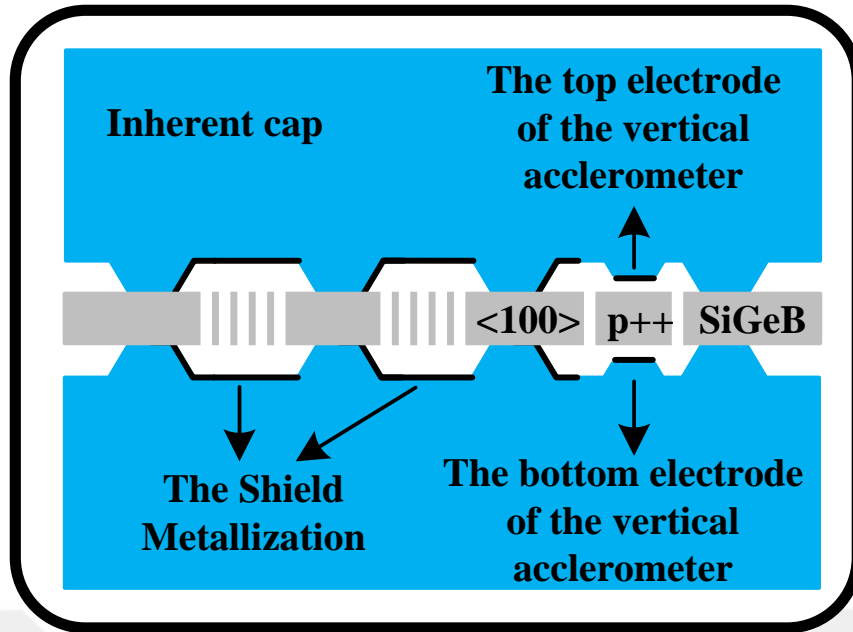 The top electrode
of the vertical
acclerometer
Inherent cap
<100> p++ SiGeB
The Shield
Metallization
The bottom electrode
of the vertical
acclerometer